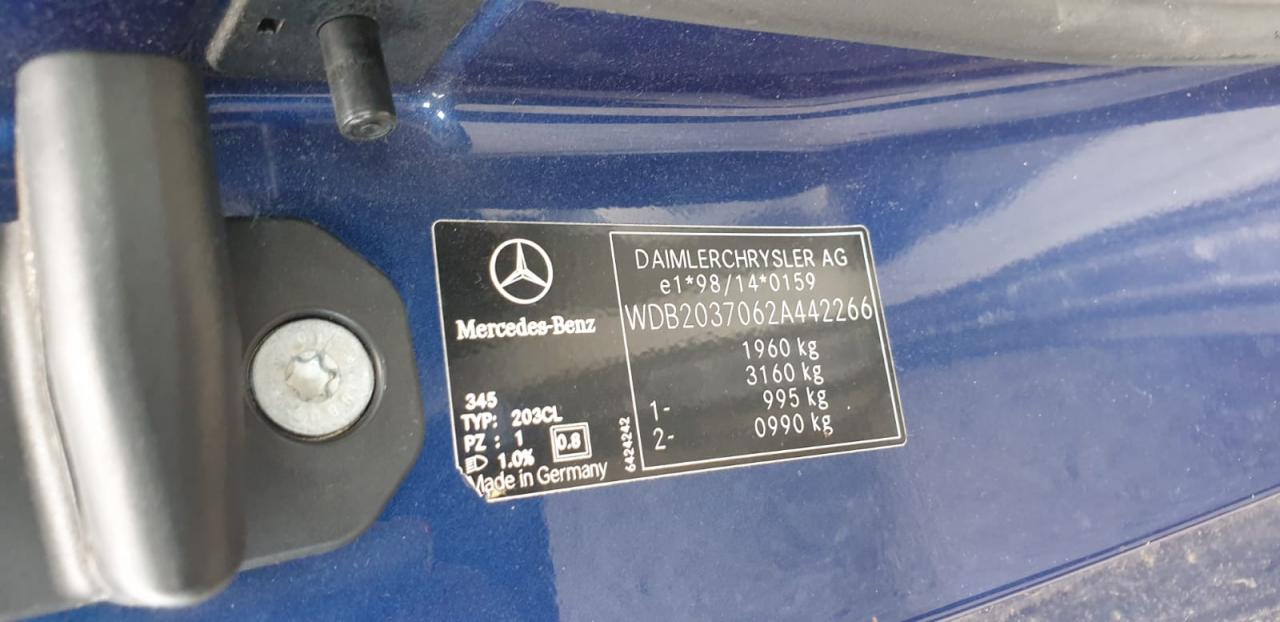 Mercedes-Benz
345
TYP: 203CL
PZ : 1
0.8
1.0%
Made in Germany
6424242
DAIMLERCHRYSLER AG
e1*98/14*0159
WDB2037062A442266
1960 kg
3160 kg
1- 995 kg
2- 0990 kg